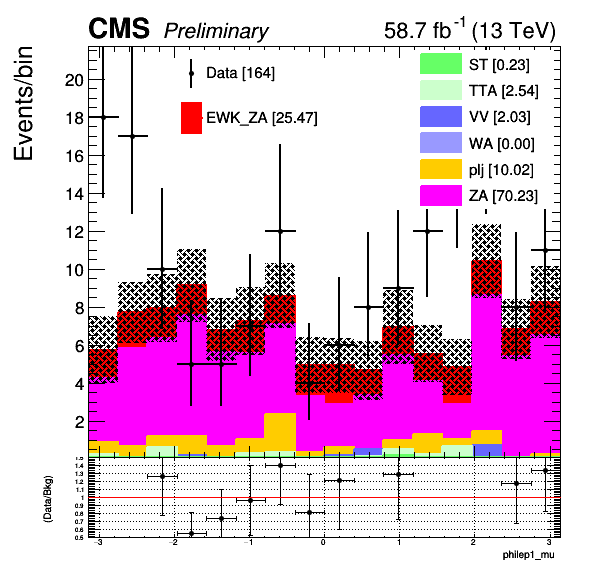 CMS Preliminary 58.7 fb⁻¹ (13 TeV)
Events/bin
20
18
16
14
12
10
8
6
4
2
Data [164]
EWK_ZA [25.47]
ST [0.23]
TTA [2.54]
VV [2.03]
WA [0.00]
plj [10.02]
ZA [70.23]
(Data/Bkg)
1.5
1.4
1.3
1.2
1.1
1
0.9
0.8
0.7
0.6
0.5
−3 −2 −1 0 1 2 3
philep1_mu